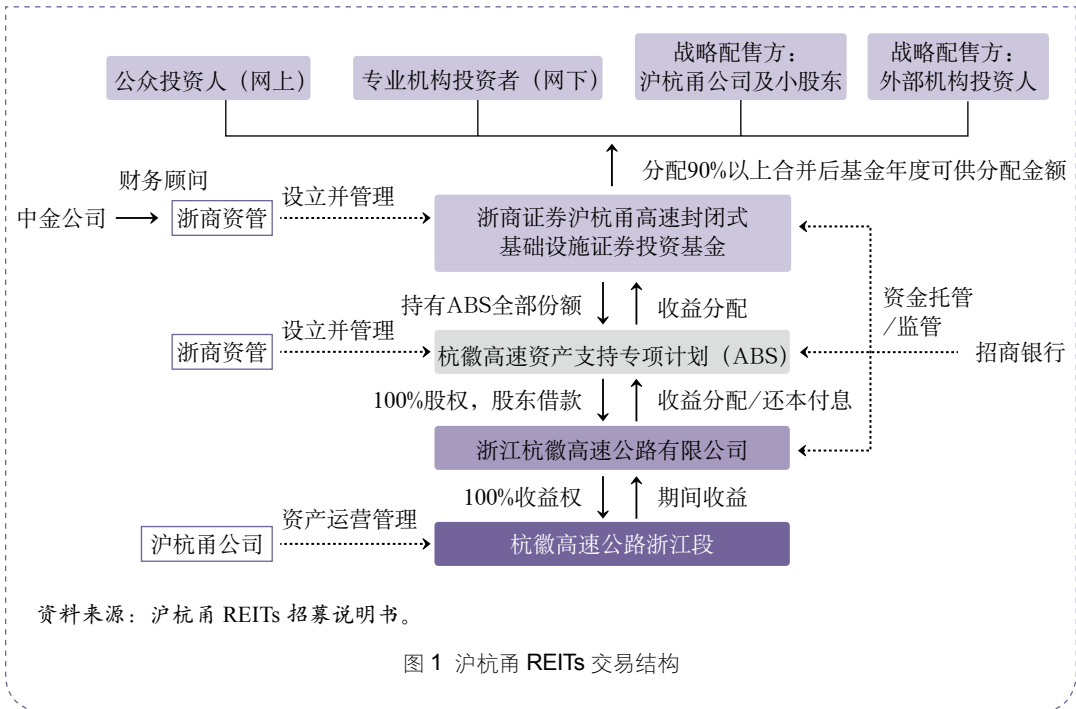 公众投资人（网上）
专业机构投资者（网下）
战略配售方：
沪杭甬公司及小股东
战略配售方：
外部机构投资人
分配90%以上合并后基金年度可供分配金额
中金公司
财务顾问
浙商资管
设立并管理
浙商证券沪杭甬高速封闭式
基础设施证券投资基金
持有ABS全部份额
收益分配
资金托管
/监管
浙商资管
设立并管理
杭徽高速资产支持专项计划（ABS）
招商银行
100%股权，股东借款
收益分配/还本付息
浙江杭徽高速公路有限公司
100%收益权
期间收益
沪杭甬公司
资产运营管理
杭徽高速公路浙江段
资料来源：沪杭甬 REITs 招募说明书。
图 1 沪杭甬 REITs 交易结构